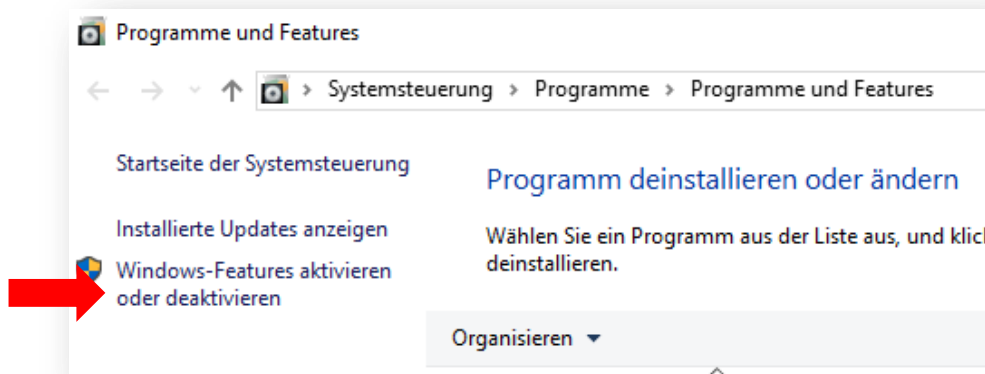 Programme und Features
Systemsteuerung > Programme > Programme und Features
Startseite der Systemsteuerung
Installierte Updates anzeigen
Windows-Features aktivieren
oder deaktivieren
Programm deinstallieren oder ändern
Wählen Sie ein Programm aus der Liste aus, und
deinstallieren.
Organisieren